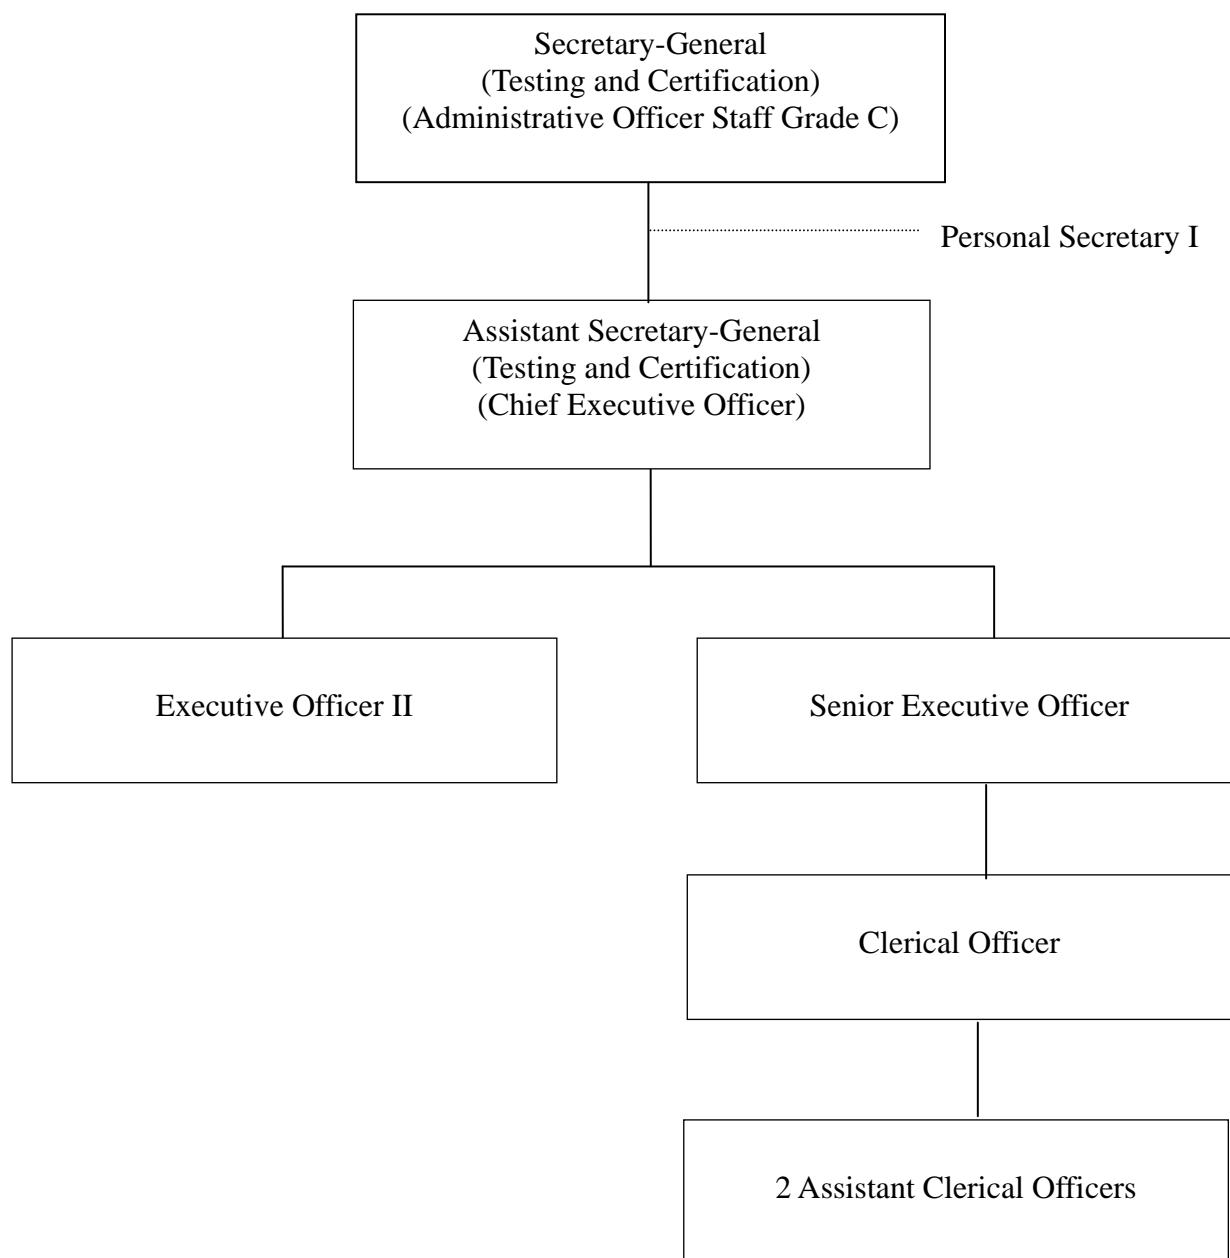 Secretary-General
(Testing and Certification)
(Administrative Officer Staff Grade C)
Personal Secretary I
Assistant Secretary-General
(Testing and Certification)
(Chief Executive Officer)
Executive Officer II
Senior Executive Officer
Clerical Officer
2 Assistant Clerical Officers